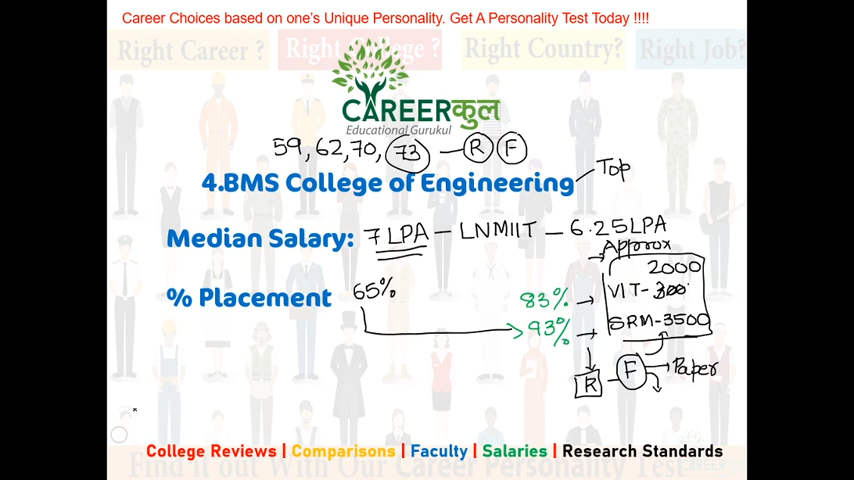 Career Choices based on one's Unique Personality. Get A Personality Test Today !!!!
Right Career ? Right College ? Right Country? Right Job?
CAREERकुल
Educational Gurukul
59, 62, 70, 73 — R F
4.BMS College of Engineering — Top
Median Salary: 7 LPA — LNMIIT — 6.25LPA
Approx
2000
% Placement 65% 83% → VIT-300
93% → SRM-3500
R — F → Paper
College Reviews | Comparisons | Faculty | Salaries | Research Standards
Find it out With Our Career Personality Test